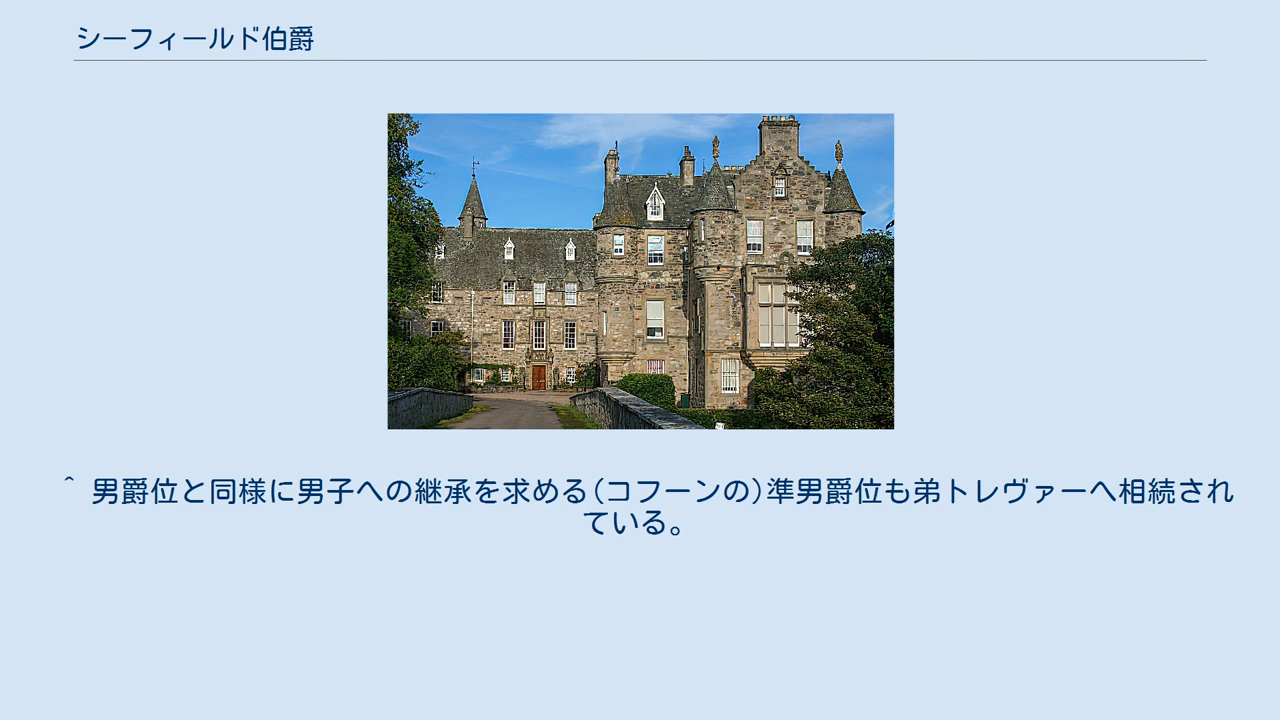 シーフィールド伯爵
^ 男爵位と同様に男子への継承を求める(コフーンの)準男爵位も弟トレヴァーへ相続され
ている。